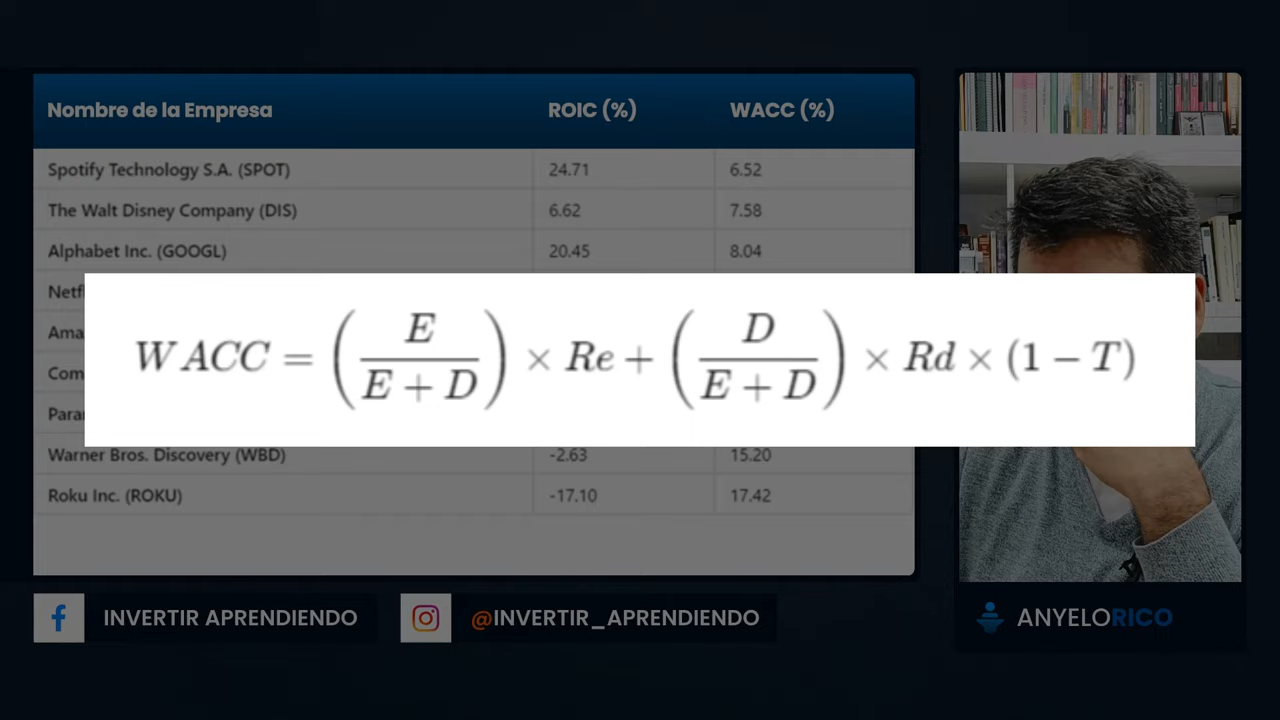 Nombre de la Empresa ROIC (%) WACC (%)
Spotify Technology S.A. (SPOT) 24.71 6.52
The Walt Disney Company (DIS) 6.62 7.58
Alphabet Inc. (GOOGL) 20.45 8.04
WACC = (E / (E + D)) × Re + (D / (E + D)) × Rd × (1 − T)
Warner Bros. Discovery (WBD) -2.63 15.20
Roku Inc. (ROKU) -17.10 17.42
INVERTIR APRENDIENDO
@INVERTIR_APRENDIENDO
ANYELORICO